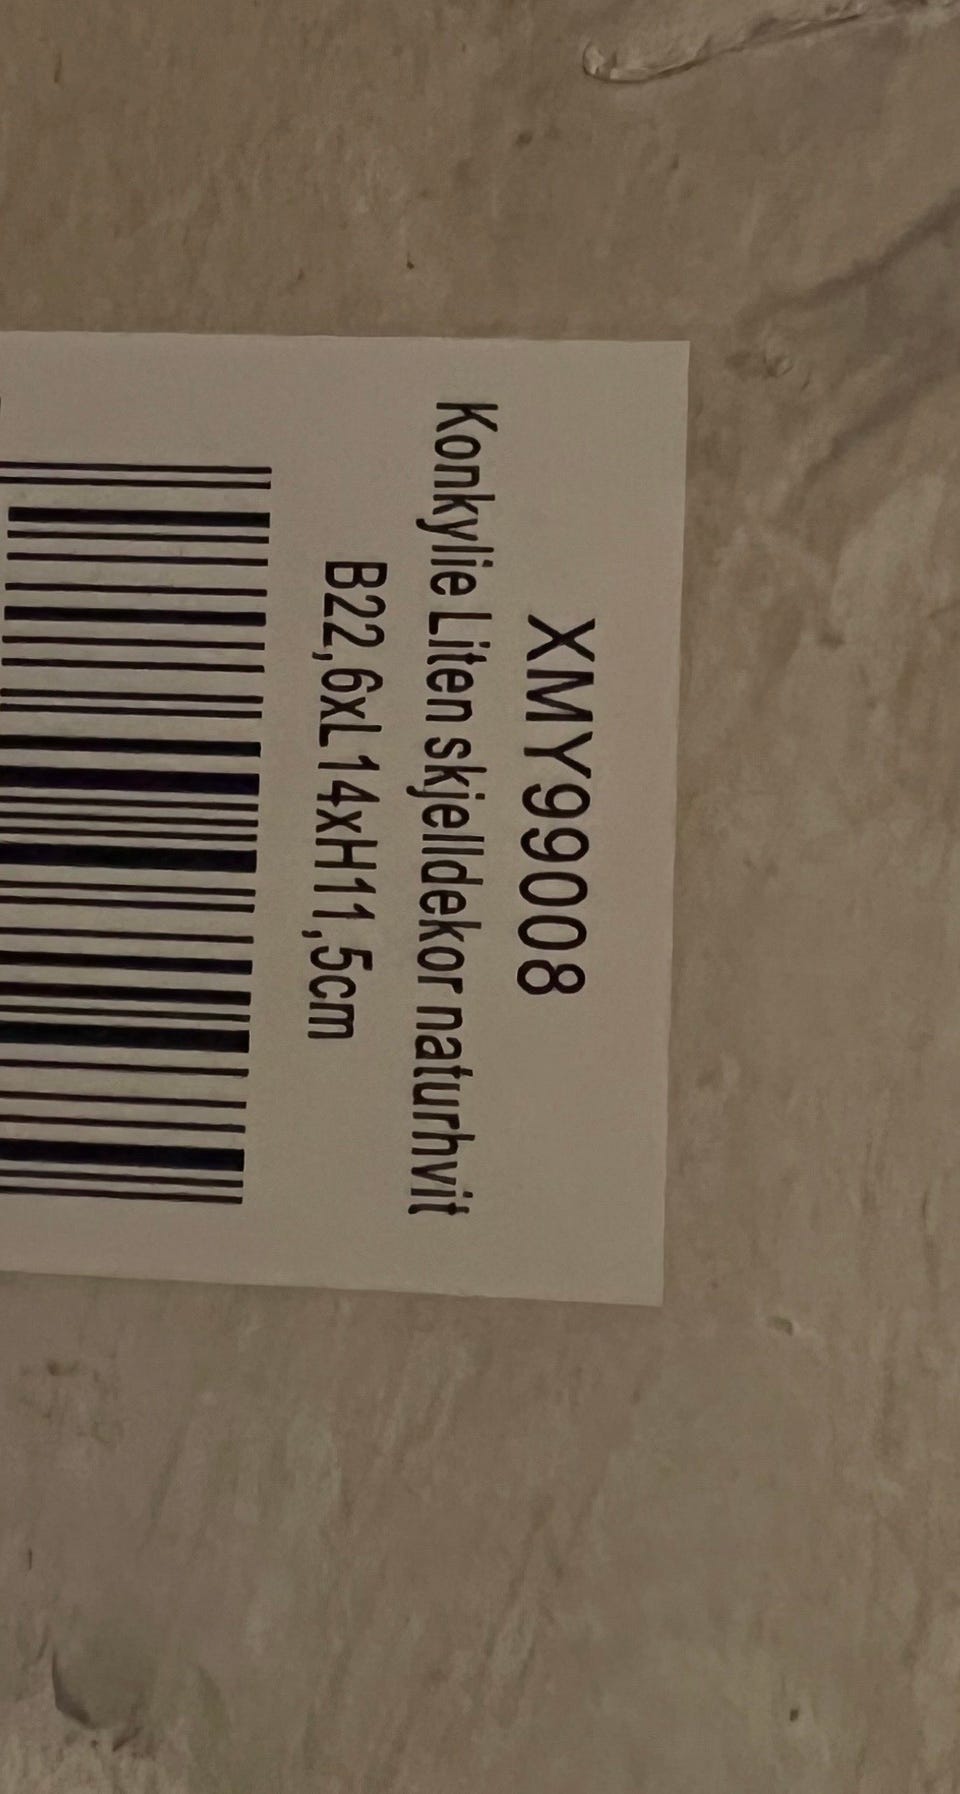 XMY99008
Konkylie Liten skjelldekor naturhvit
B22,6xL14xH11,5cm